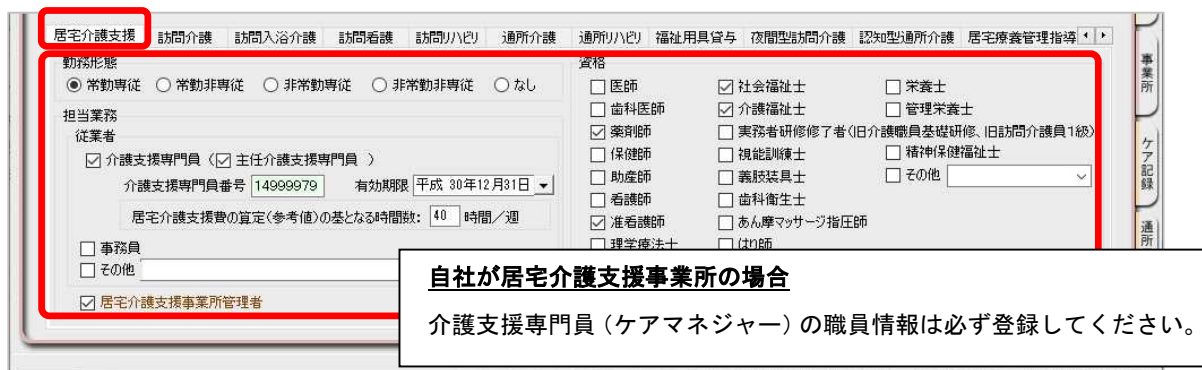 居宅介護支援 訪問介護 訪問入浴介護 訪問看護 訪問リハビリ 通所介護 通所リハビリ 福祉用具貸与 夜間型訪問介護 認知型通所介護 居宅療養管理指導
勤務形態
常勤専従 常勤非専従 非常勤専従 非常勤非専従 なし
担当業務
従業者
介護支援専門員 ( 主任介護支援専門員 )
介護支援専門員番号 14999979 有効期限 平成 30年12月31日
居宅介護支援費の算定(参考値)の基となる時間数: 40 時間/週
事務員
その他
居宅介護支援事業所管理者
資格
医師 社会福祉士 栄養士
歯科医師 介護福祉士 管理栄養士
薬剤師 実務者研修修了者(旧介護職員基礎研修、旧訪問介護員1級)
保健師 視能訓練士 精神保健福祉士
助産師 義肢装具士 その他
看護師 歯科衛生士
准看護師 あん摩マッサージ指圧師
理学療法士 はり師
事業所
ケア記録
通所
自社が居宅介護支援事業所の場合
介護支援専門員(ケアマネジャー)の職員情報は必ず登録してください。